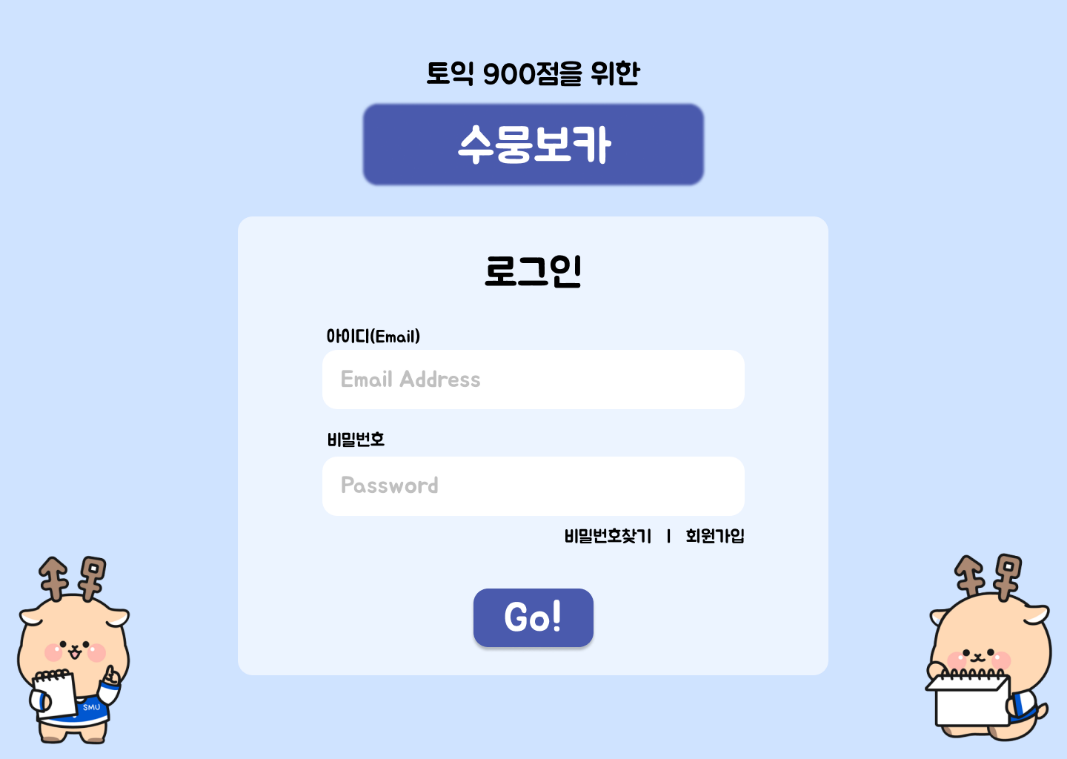 토익 900점을 위한
수뭉보카
로그인
아이디(Email)
Email Address
비밀번호
Password
비밀번호찾기 | 회원가입
Go!
SMU